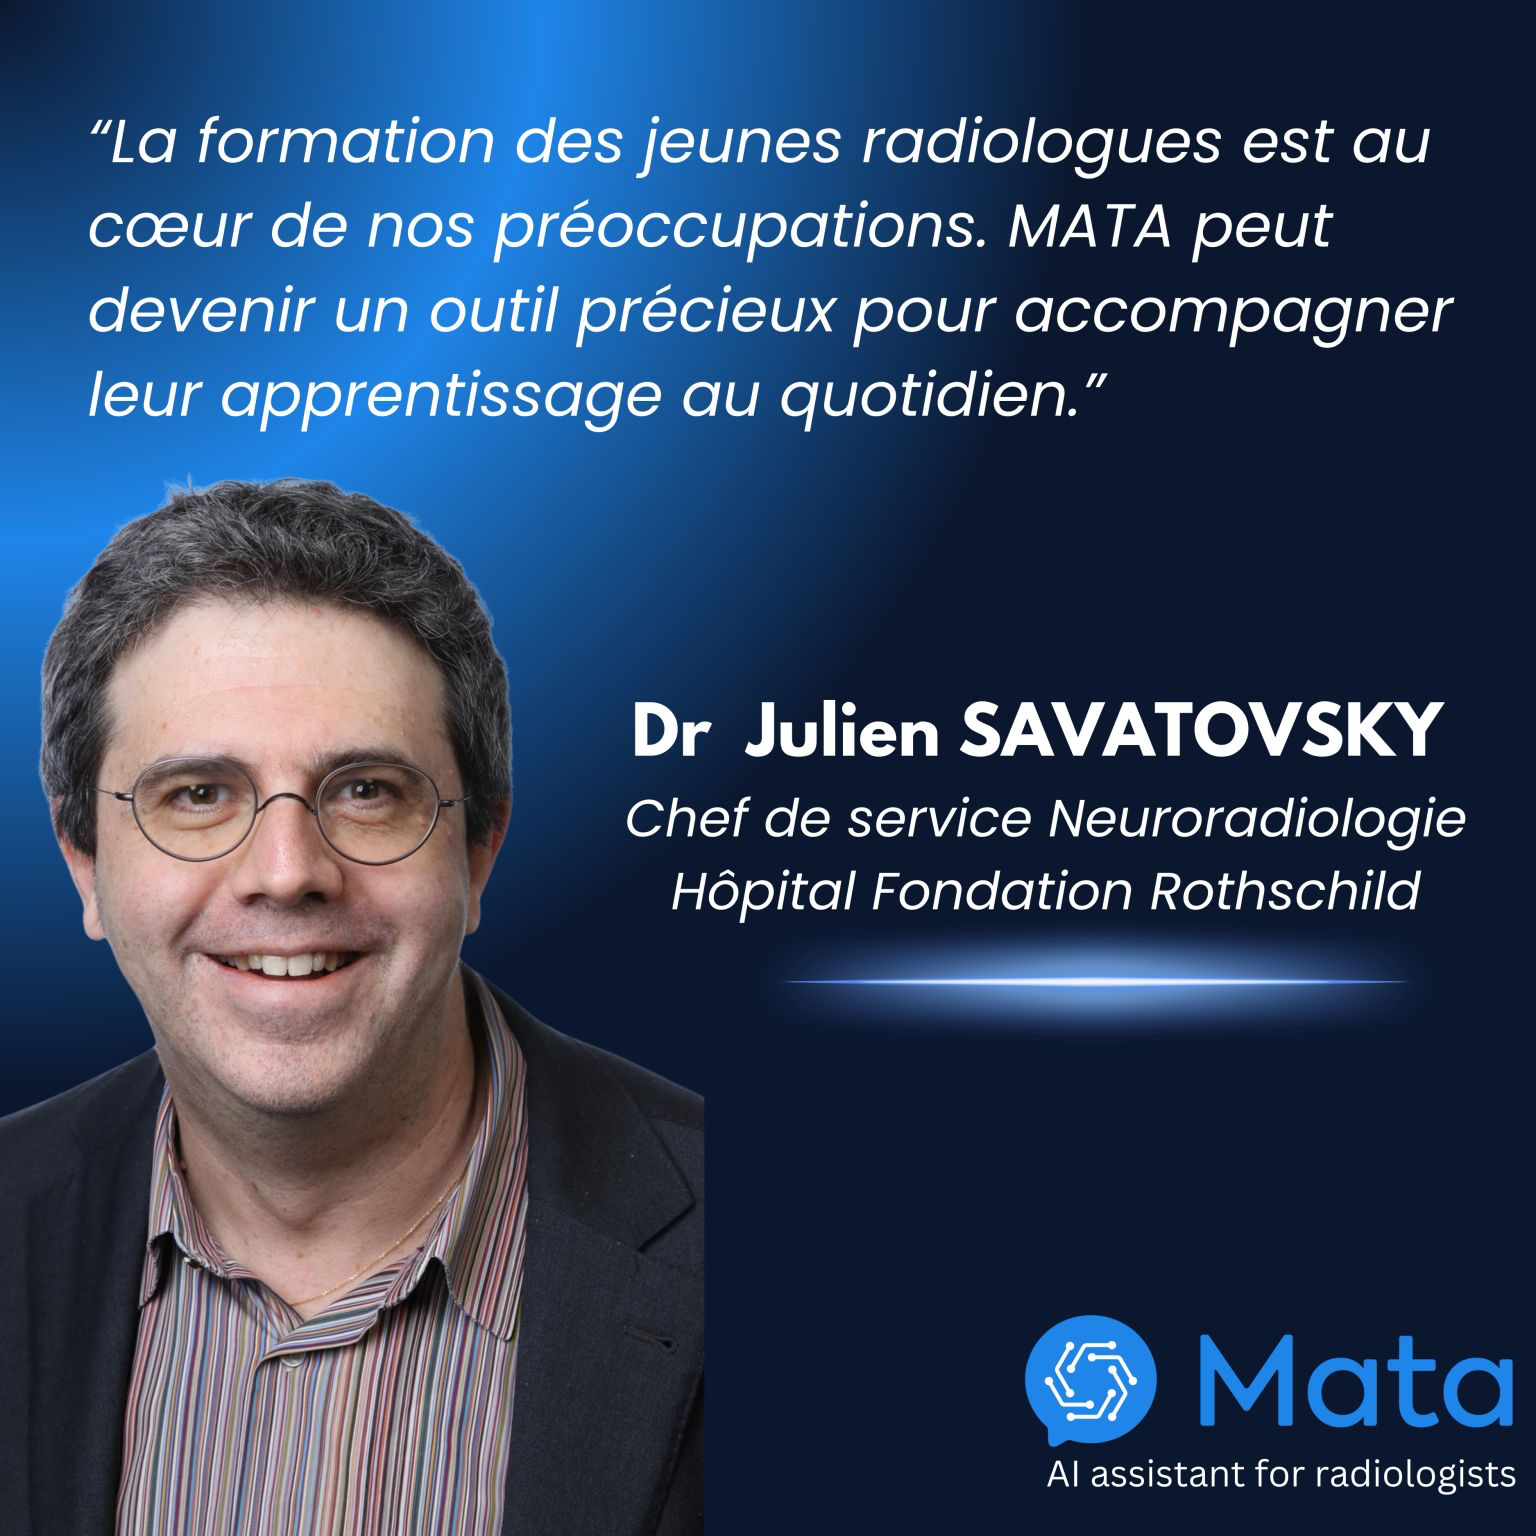 “La formation des jeunes radiologues est au
cœur de nos préoccupations. MATA peut
devenir un outil précieux pour accompagner
leur apprentissage au quotidien.”
Dr Julien SAVATOVSKY
Chef de service Neuroradiologie
Hôpital Fondation Rothschild
Mata
AI assistant for radiologists